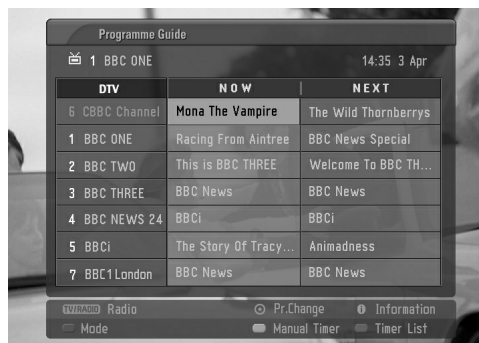 Programme Guide
1 BBC ONE 14:35 3 Apr
DTV NOW NEXT
6 CBBC Channel Mona The Vampire The Wild Thornberrys
1 BBC ONE Racing From Aintree BBC News Special
2 BBC TWO This is BBC THREE Welcome To BBC TH...
3 BBC THREE BBC News BBC News
4 BBC NEWS 24 BBCi BBCi
5 BBCi The Story Of Tracy... Animadness
7 BBC1 London BBC News BBC News
TV/RADIO Radio Pr.Change i Information
Mode Manual Timer Timer List